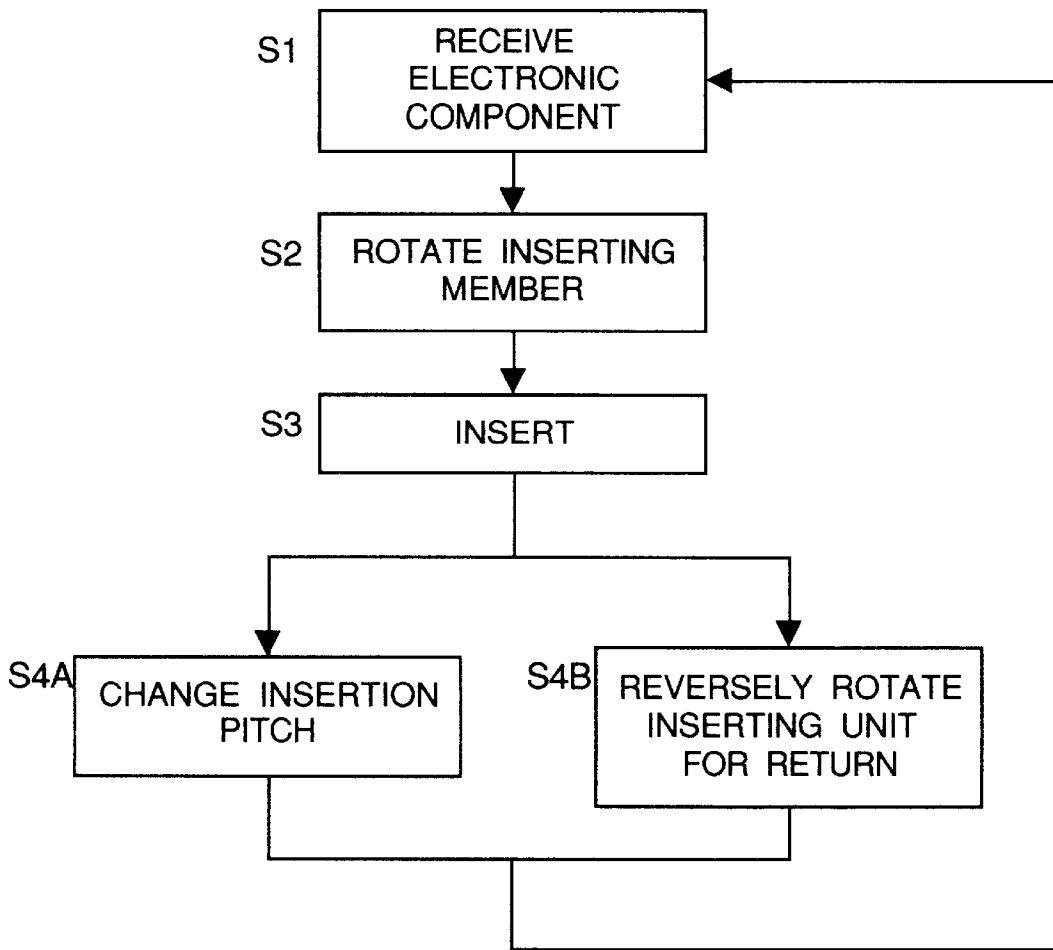 S1
RECEIVE
ELECTRONIC
COMPONENT
S2
ROTATE INSERTING
MEMBER
S3
INSERT
S4A
CHANGE INSERTION
PITCH
S4B
REVERSELY ROTATE
INSERTING UNIT
FOR RETURN